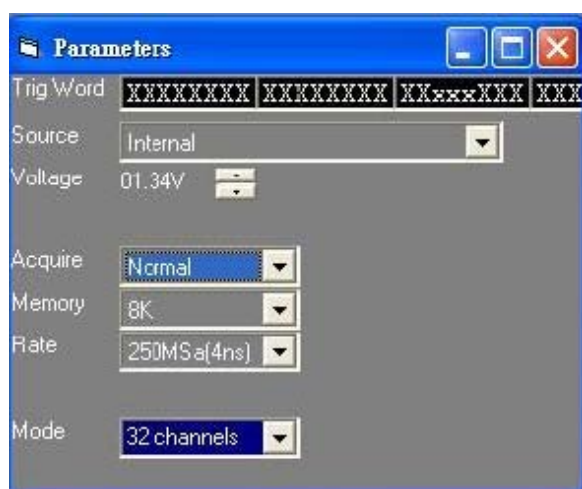 Parameters
Trig Word XXXXXXXX XXXXXXXX XXxxxXXX XXX
Source Internal
Voltage 01.34V
Acquire Normal
Memory 8K
Rate 250MSa(4ns)
Mode 32 channels